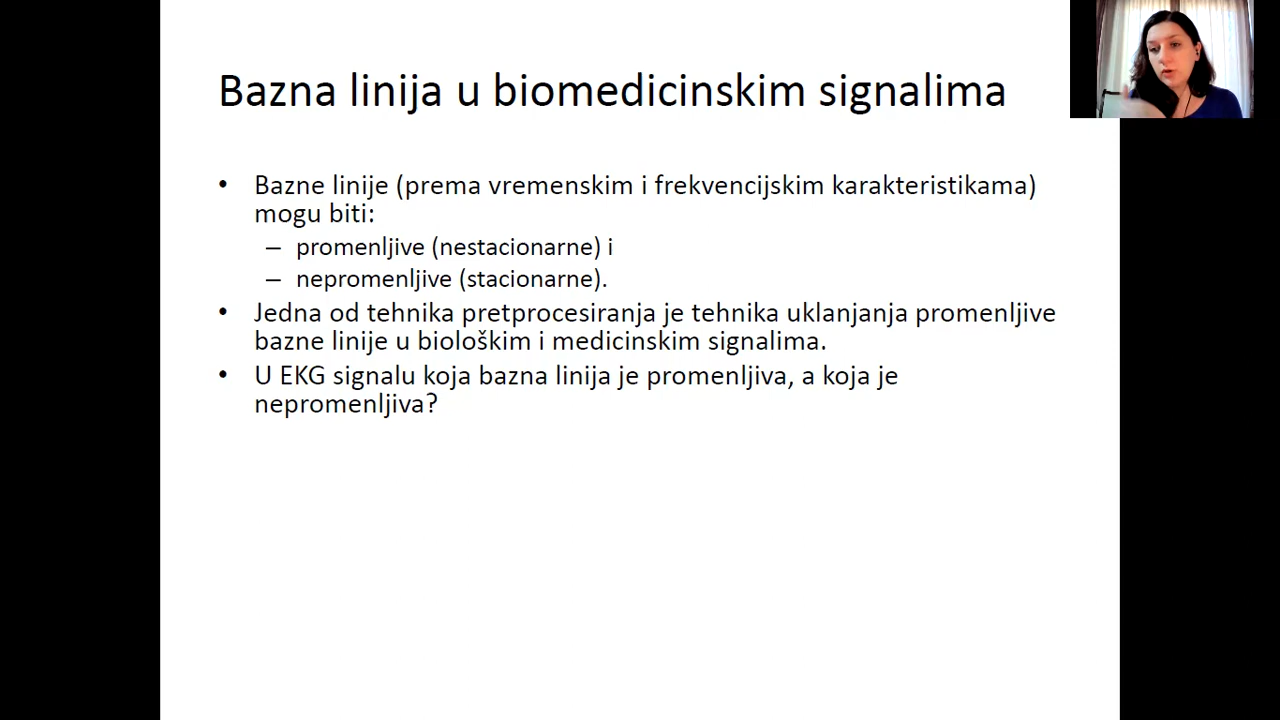 Bazna linija u biomedicinskim signalima
• Bazne linije (prema vremenskim i frekvencijskim karakteristikama)
mogu biti:
– promenljive (nestacionarne) i
– nepromenljive (stacionarne).
• Jedna od tehnika pretprocesiranja je tehnika uklanjanja promenljive
bazne linije u biološkim i medicinskim signalima.
• U EKG signalu koja bazna linija je promenljiva, a koja je
nepromenljiva?